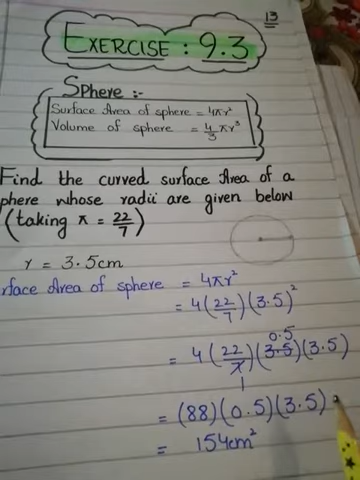 13
EXERCISE : 9.3
Sphere :-
Surface Area of sphere = 4πr²
Volume of sphere = 4/3 πr³
Find the curved surface Area of a
phere whose radii are given below
(taking π = 22/7)
r = 3.5cm
rface Area of sphere = 4πr²
= 4(22/7)(3.5)²
0.5
= 4(22/7)(3.5)(3.5)
1
= (88)(0.5)(3.5)
= 154cm²